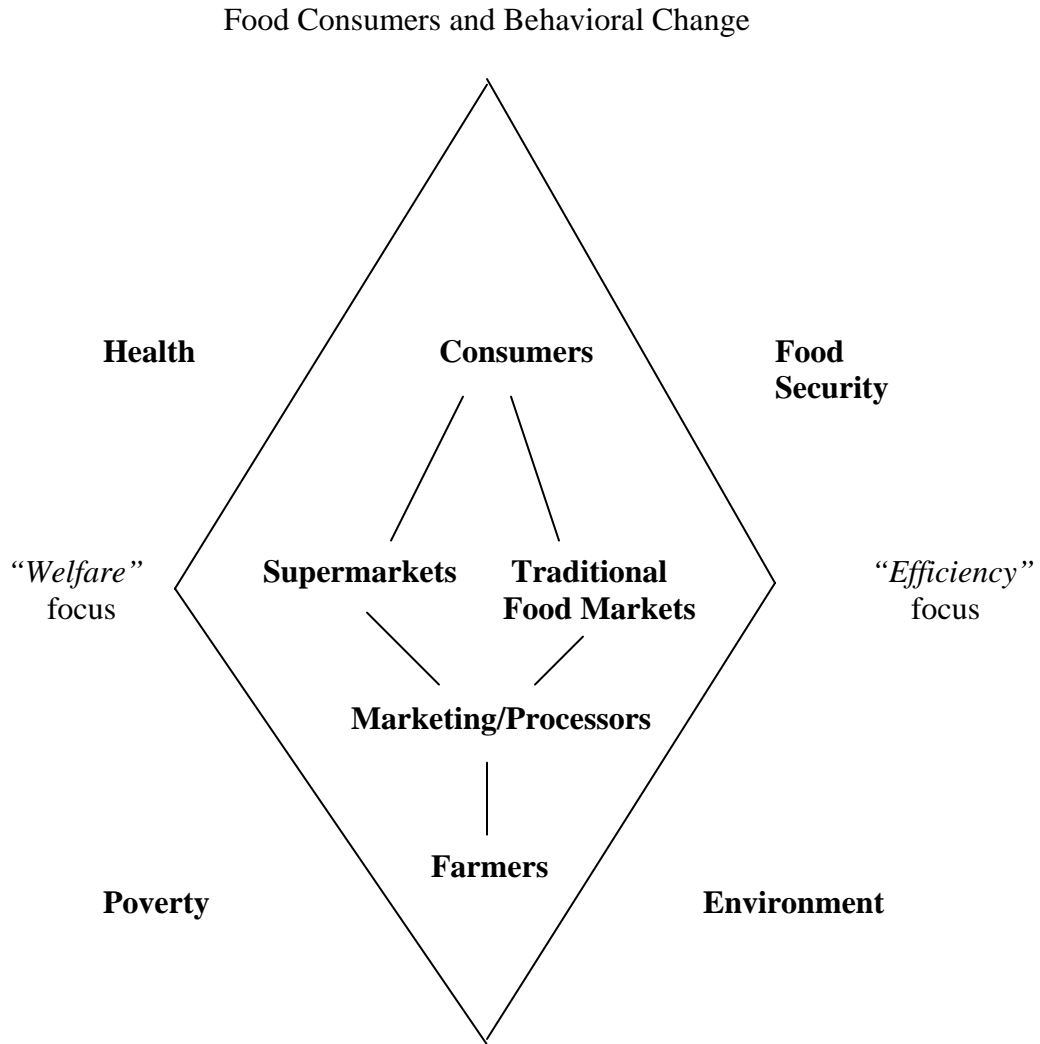 Food Consumers and Behavioral Change
Health
Consumers
Food
Security
“Welfare”
focus
Supermarkets
Traditional
Food Markets
“Efficiency”
focus
Marketing/Processors
Farmers
Poverty
Environment